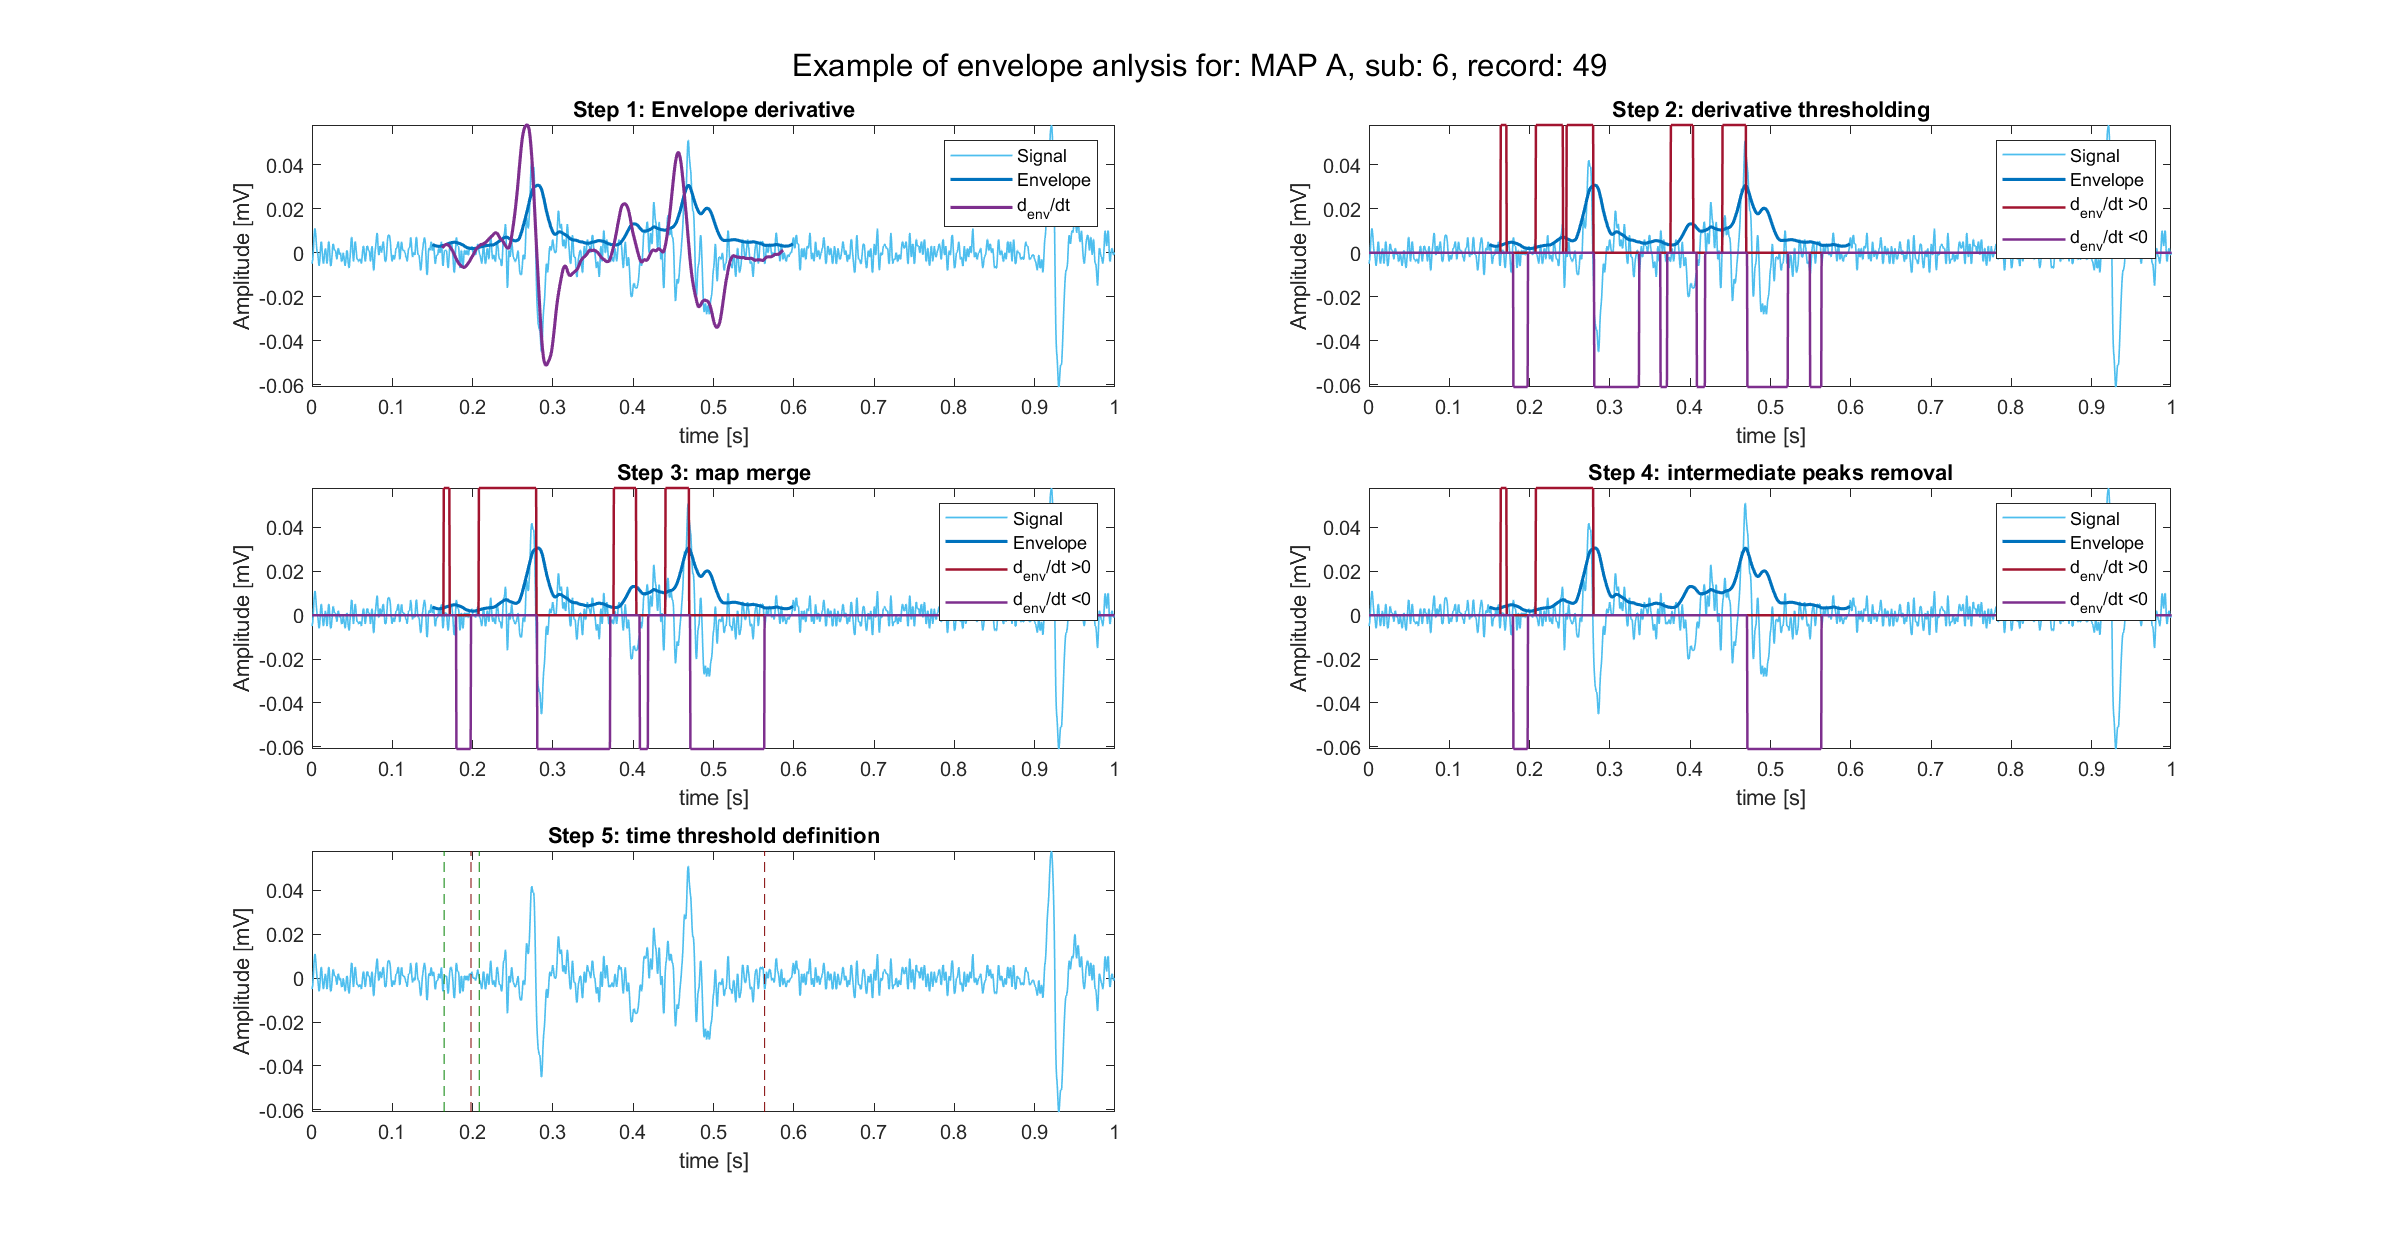 Example of envelope anlysis for: MAP A, sub: 6, record: 49
Step 1: Envelope derivative
Amplitude [mV]
0.04
0.02
0
-0.02
-0.04
-0.06
Signal
Envelope
d_env/dt
0 0.1 0.2 0.3 0.4 0.5 0.6 0.7 0.8 0.9 1
time [s]
Step 2: derivative thresholding
Amplitude [mV]
0.04
0.02
0
-0.02
-0.04
-0.06
Signal
Envelope
d_env/dt >0
d_env/dt <0
0 0.1 0.2 0.3 0.4 0.5 0.6 0.7 0.8 0.9 1
time [s]
Step 3: map merge
Amplitude [mV]
0.04
0.02
0
-0.02
-0.04
-0.06
Signal
Envelope
d_env/dt >0
d_env/dt <0
0 0.1 0.2 0.3 0.4 0.5 0.6 0.7 0.8 0.9 1
time [s]
Step 4: intermediate peaks removal
Amplitude [mV]
0.04
0.02
0
-0.02
-0.04
-0.06
Signal
Envelope
d_env/dt >0
d_env/dt <0
0 0.1 0.2 0.3 0.4 0.5 0.6 0.7 0.8 0.9 1
time [s]
Step 5: time threshold definition
Amplitude [mV]
0.04
0.02
0
-0.02
-0.04
-0.06
0 0.1 0.2 0.3 0.4 0.5 0.6 0.7 0.8 0.9 1
time [s]